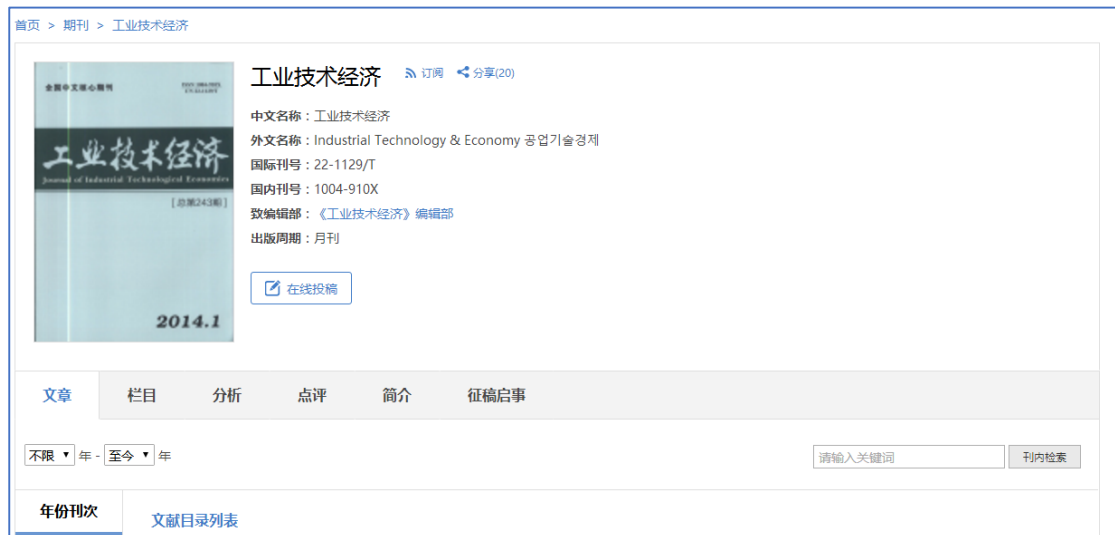 首页 > 期刊 > 工业技术经济
全国中文核心期刊
工业技术经济
Journal of Industrial Technological Economics
[总第243期]
2014.1
工业技术经济 订阅 分享(20)
中文名称：工业技术经济
外文名称：Industrial Technology & Economy 공업기술경제
国际刊号：22-1129/T
国内刊号：1004-910X
致编辑部：《工业技术经济》编辑部
出版周期：月刊
在线投稿
文章 栏目 分析 点评 简介 征稿启事
不限 年 - 至今 年 请输入关键词 刊内检索
年份刊次 文献目录列表